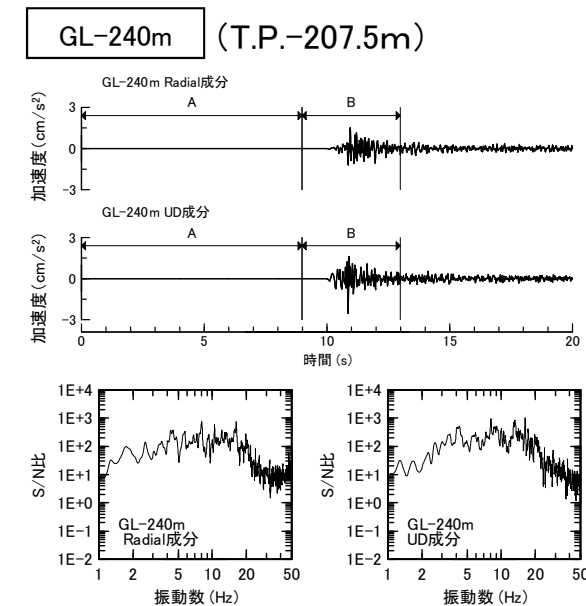 GL-240m (T.P.-207.5m)
GL-240m Radial成分
A B
3
0
-3
加速度(cm/s²)
GL-240m UD成分
A B
3
0
-3
加速度(cm/s²)
0 5 10 15 20
時間(s)
1E+4
1E+3
1E+2
1E+1
1E+0
1E-1
1E-2
S/N比
GL-240m
Radial成分
1 2 5 10 20 50
振動数(Hz)
1E+4
1E+3
1E+2
1E+1
1E+0
1E-1
1E-2
S/N比
GL-240m
UD成分
1 2 5 10 20 50
振動数(Hz)